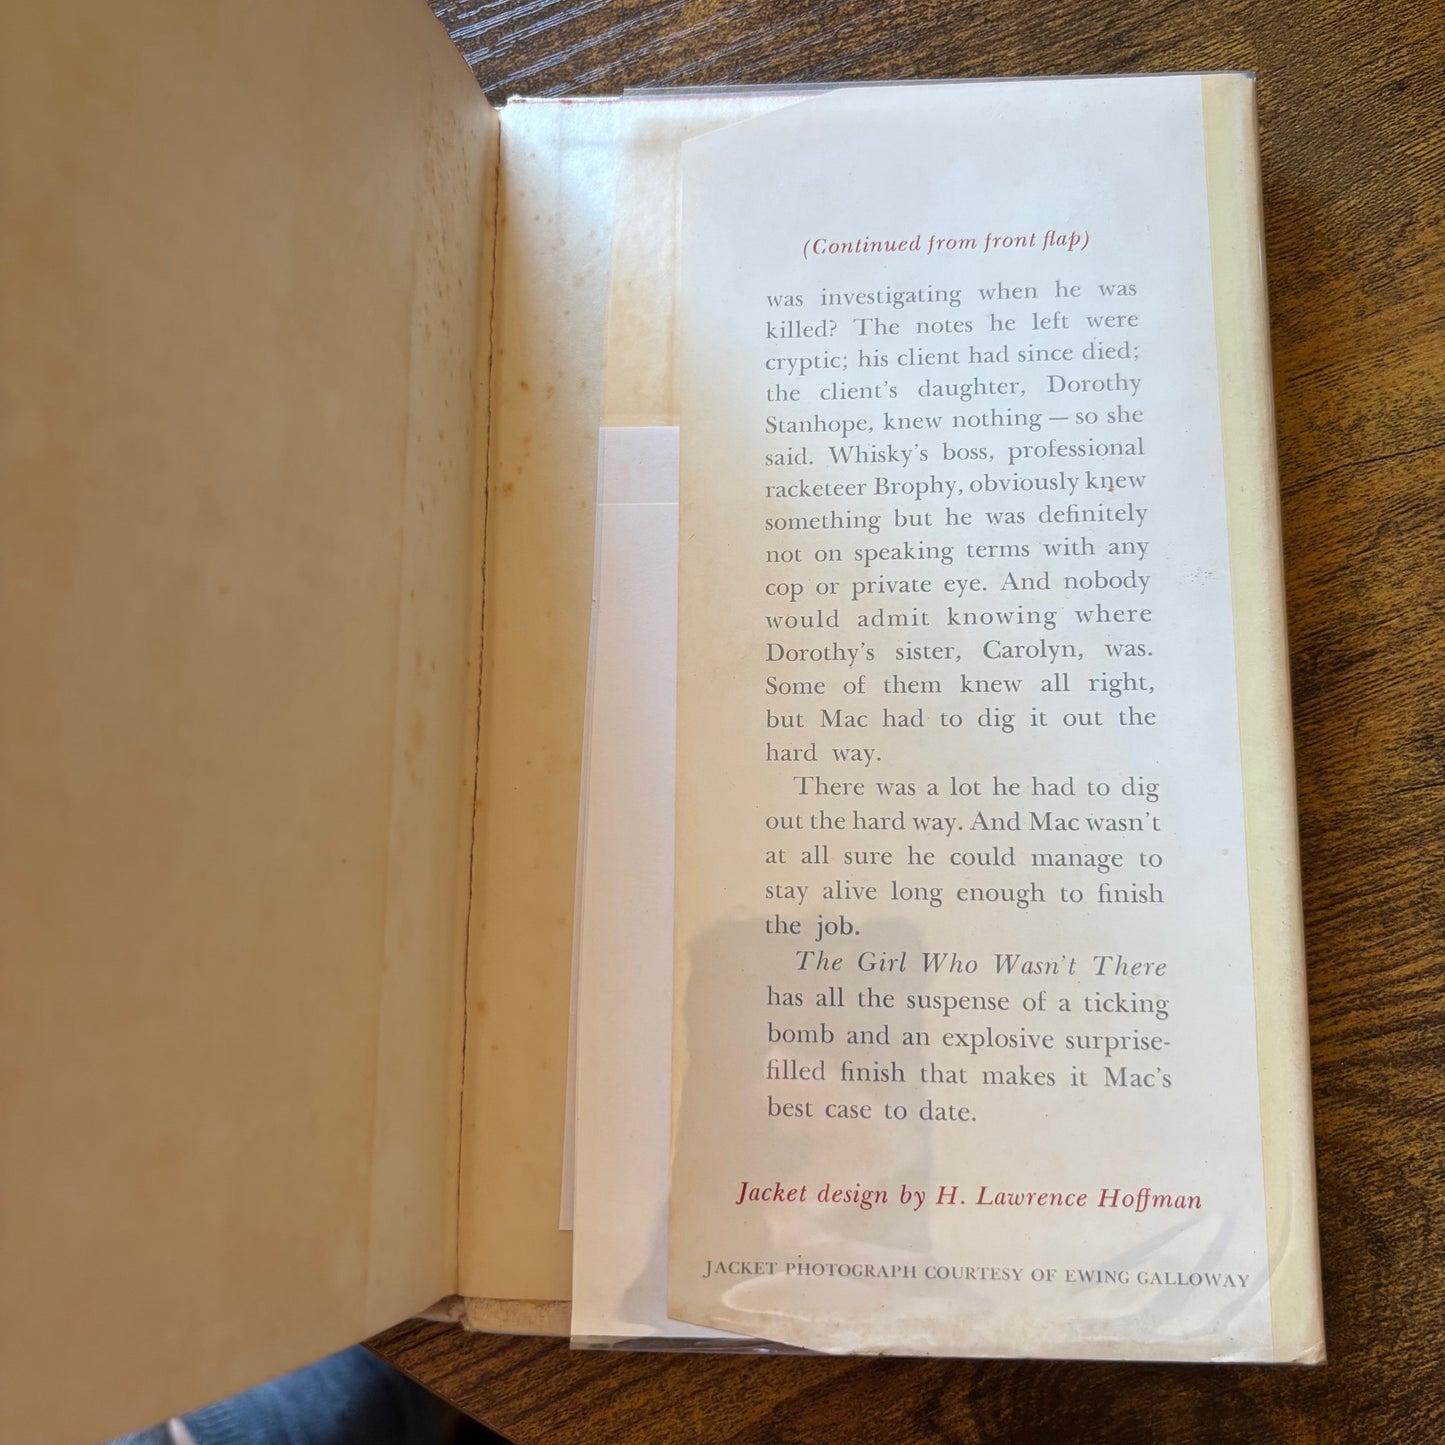 (Continued from front flap)
was investigating when he was
killed? The notes he left were
cryptic; his client had since died;
the client's daughter, Dorothy
Stanhope, knew nothing — so she
said. Whisky's boss, professional
racketeer Brophy, obviously knew
something but he was definitely
not on speaking terms with any
cop or private eye. And nobody
would admit knowing where
Dorothy's sister, Carolyn, was.
Some of them knew all right,
but Mac had to dig it out the
hard way.
There was a lot he had to dig
out the hard way. And Mac wasn't
at all sure he could manage to
stay alive long enough to finish
the job.
The Girl Who Wasn't There
has all the suspense of a ticking
bomb and an explosive surprise-
filled finish that makes it Mac's
best case to date.
Jacket design by H. Lawrence Hoffman
JACKET PHOTOGRAPH COURTESY OF EWING GALLOWAY